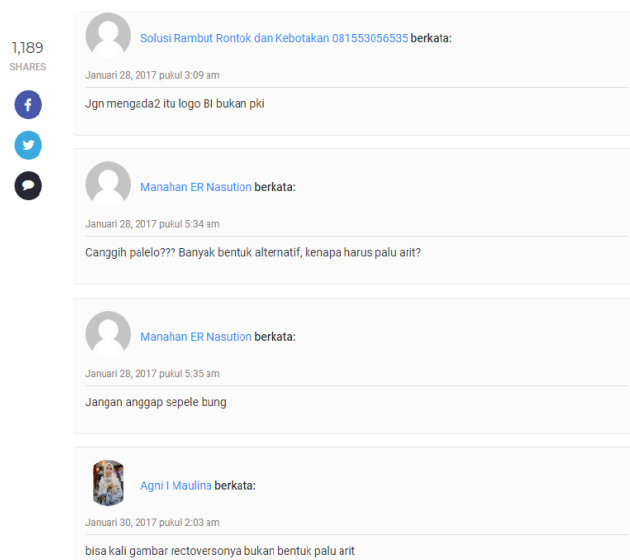 1,189
SHARES
Solusi Rambut Rontok dan Kebotakan 081553056535 berkata:
Januari 28, 2017 pukul 3:09 am
Jgn mengada2 itu logo BI bukan pki
Manahan ER Nasution berkata:
Januari 28, 2017 pukul 5:34 am
Canggih palelo??? Banyak bentuk alternatif, kenapa harus palu arit?
Manahan ER Nasution berkata:
Januari 28, 2017 pukul 5:35 am
Jangan anggap sepele bung
Agni I Maulina berkata:
Januari 30, 2017 pukul 2:03 am
bisa kali gambar rectoversonya bukan bentuk palu arit